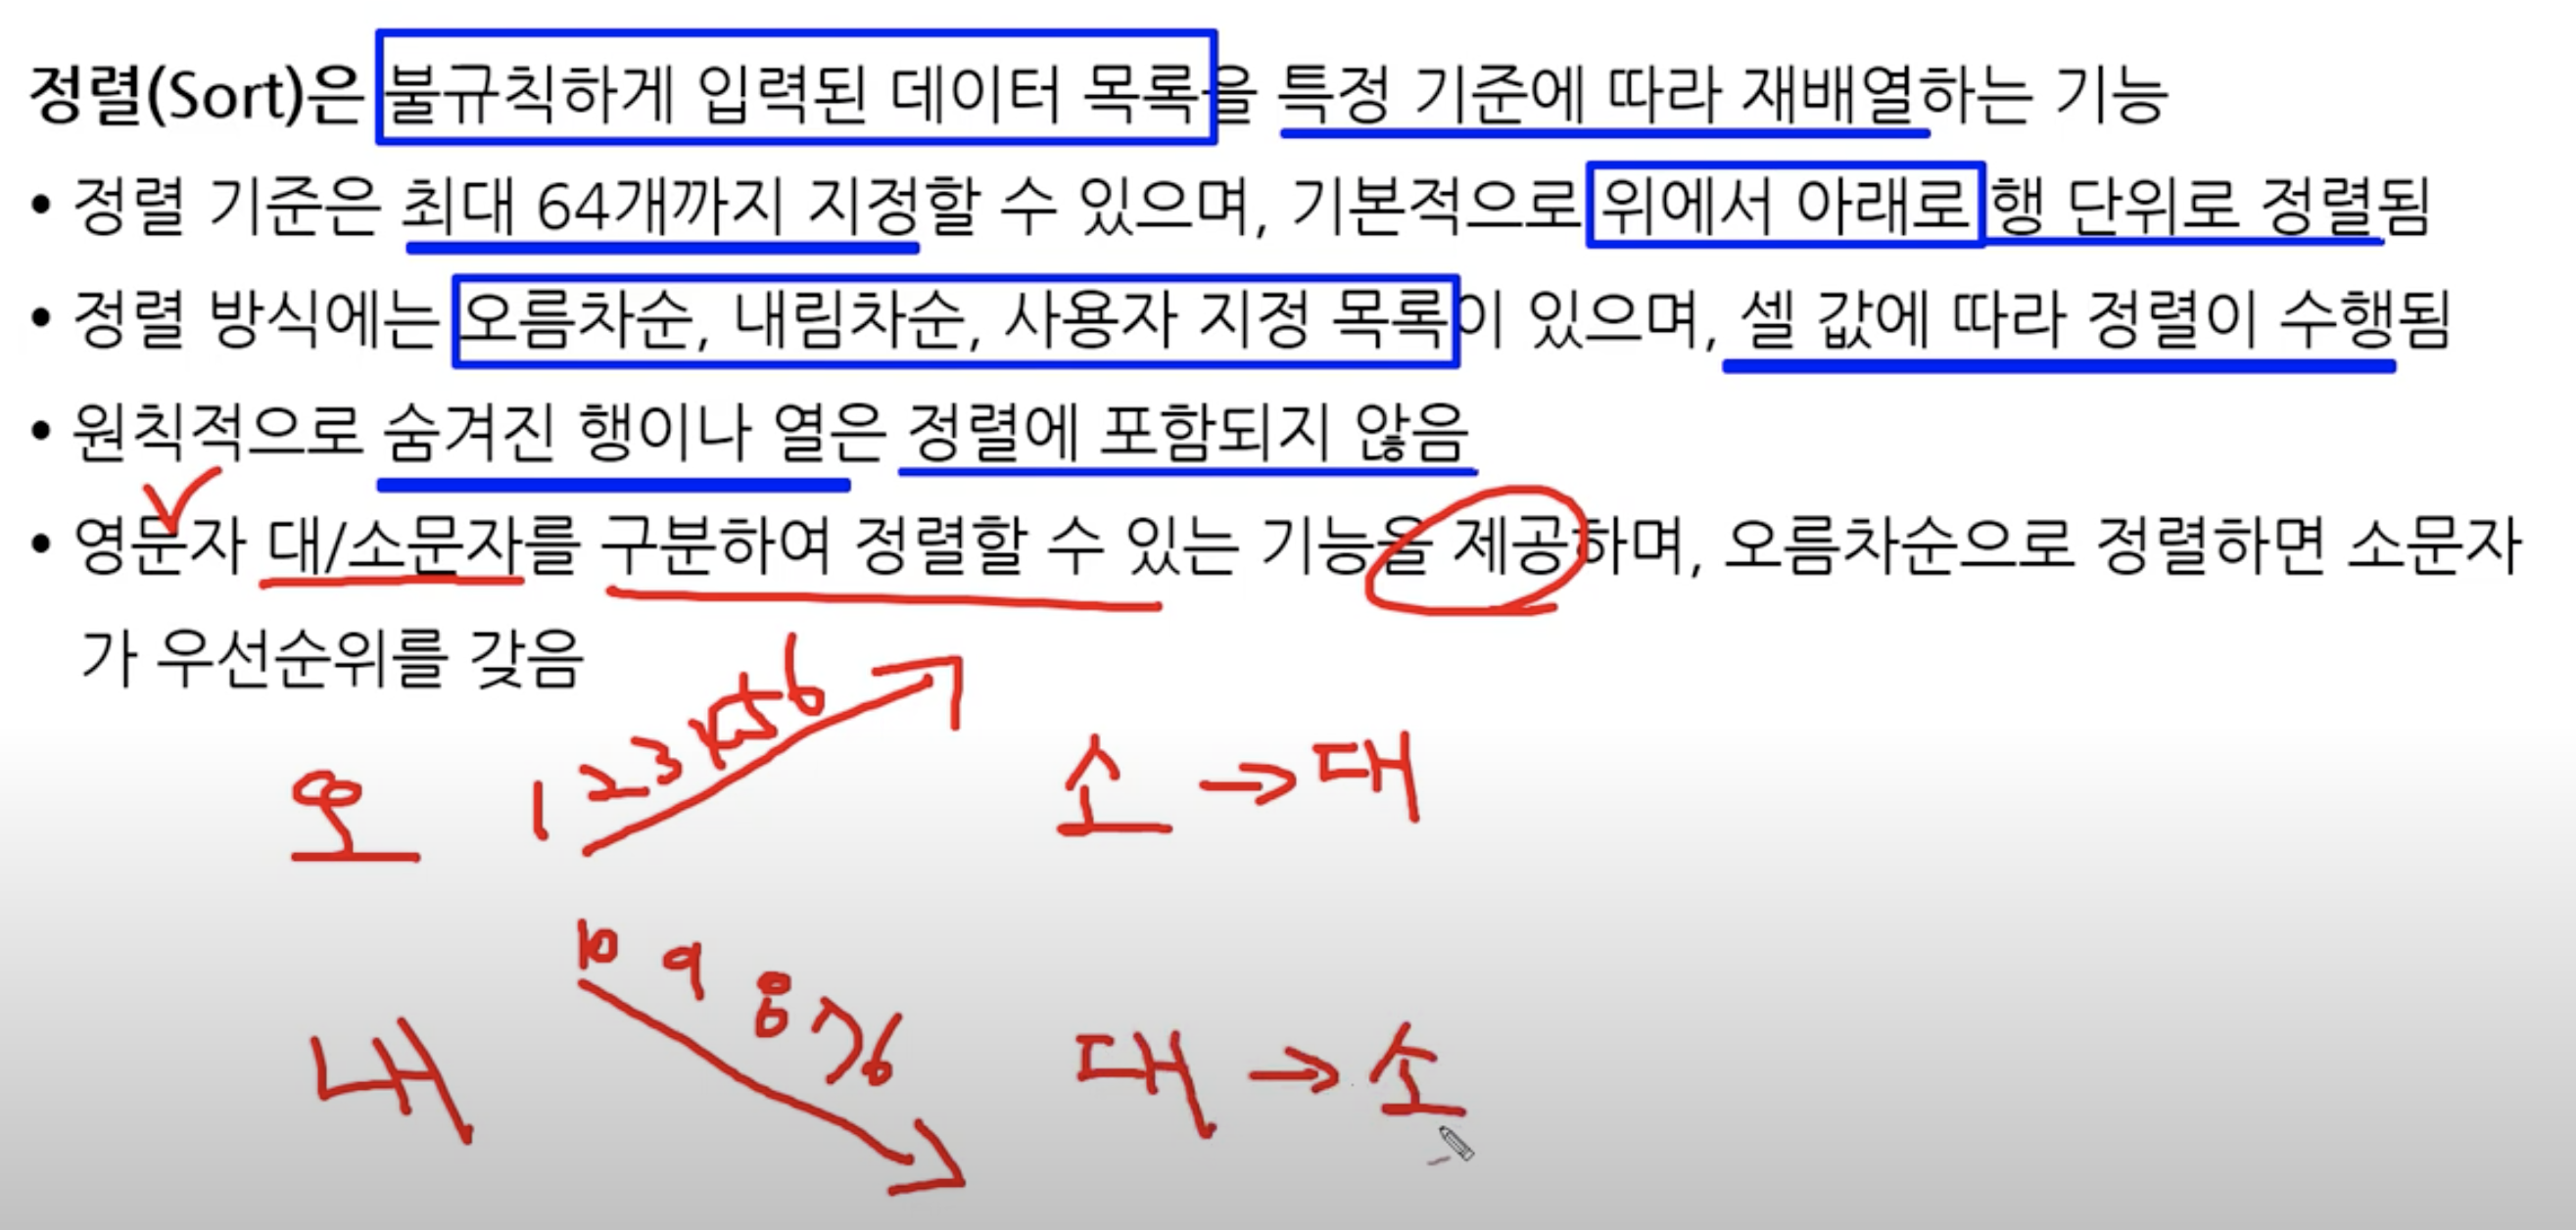 정렬(Sort)은 불규칙하게 입력된 데이터 목록을 특정 기준에 따라 재배열하는 기능
• 정렬 기준은 최대 64개까지 지정할 수 있으며, 기본적으로 위에서 아래로 행 단위로 정렬됨
• 정렬 방식에는 오름차순, 내림차순, 사용자 지정 목록이 있으며, 셀 값에 따라 정렬이 수행됨
• 원칙적으로 숨겨진 행이나 열은 정렬에 포함되지 않음
• 영문자 대/소문자를 구분하여 정렬할 수 있는 기능을 제공하며, 오름차순으로 정렬하면 소문자
가 우선순위를 갖음
오 1 2 3 4 5 6 소 → 대
내 10 9 8 7 6 대 → 소